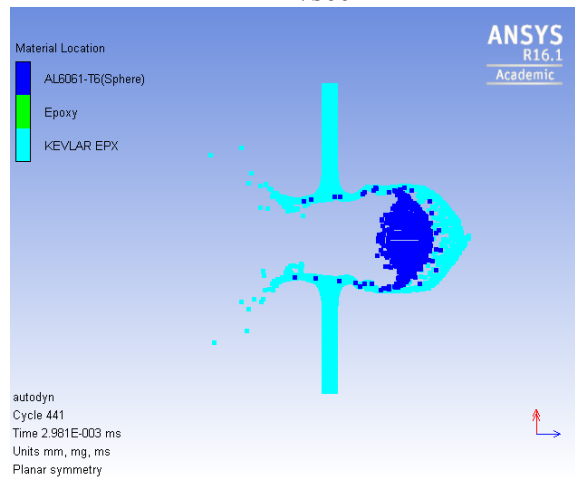 Material Location
AL6061-T6(Sphere)
Epoxy
KEVLAR EPX
ANSYS
R16.1
Academic
autodyn
Cycle 441
Time 2.981E-003 ms
Units mm, mg, ms
Planar symmetry